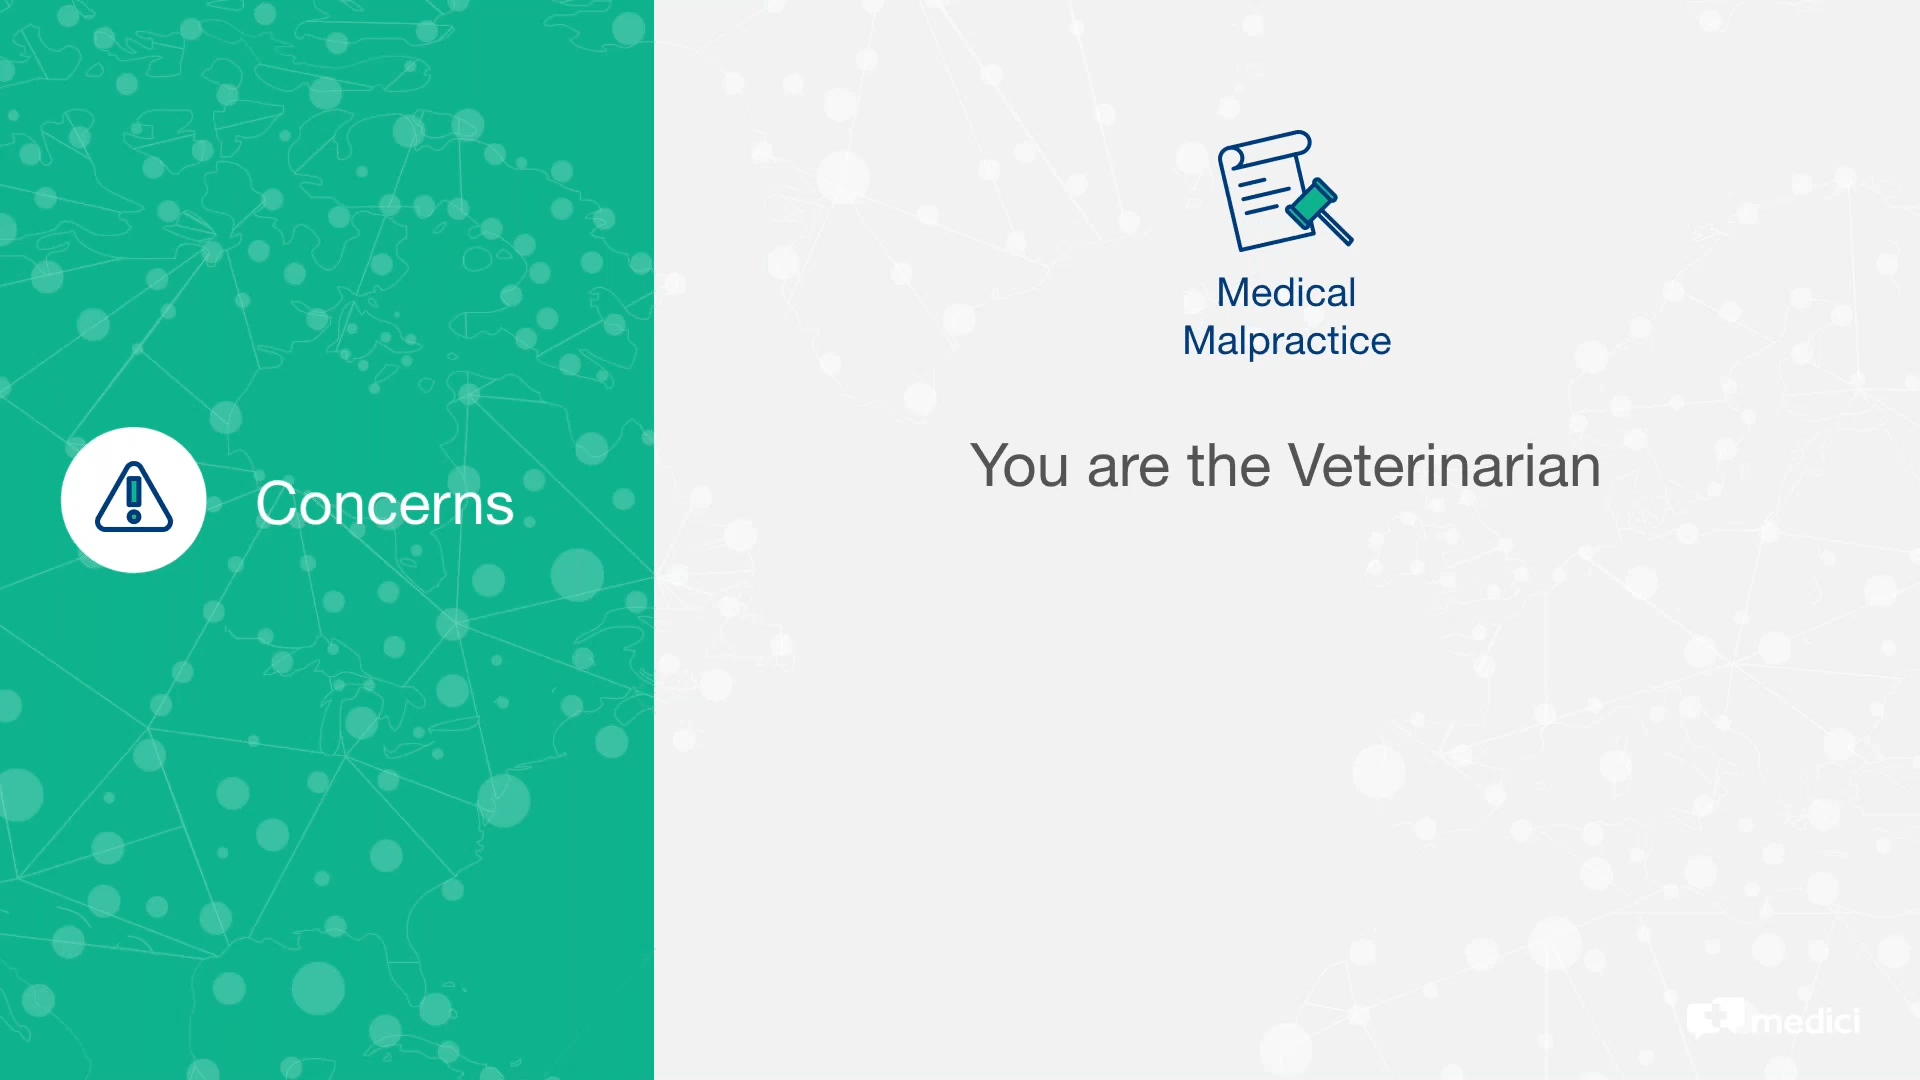 Concerns
Medical
Malpractice
You are the Veterinarian
medici